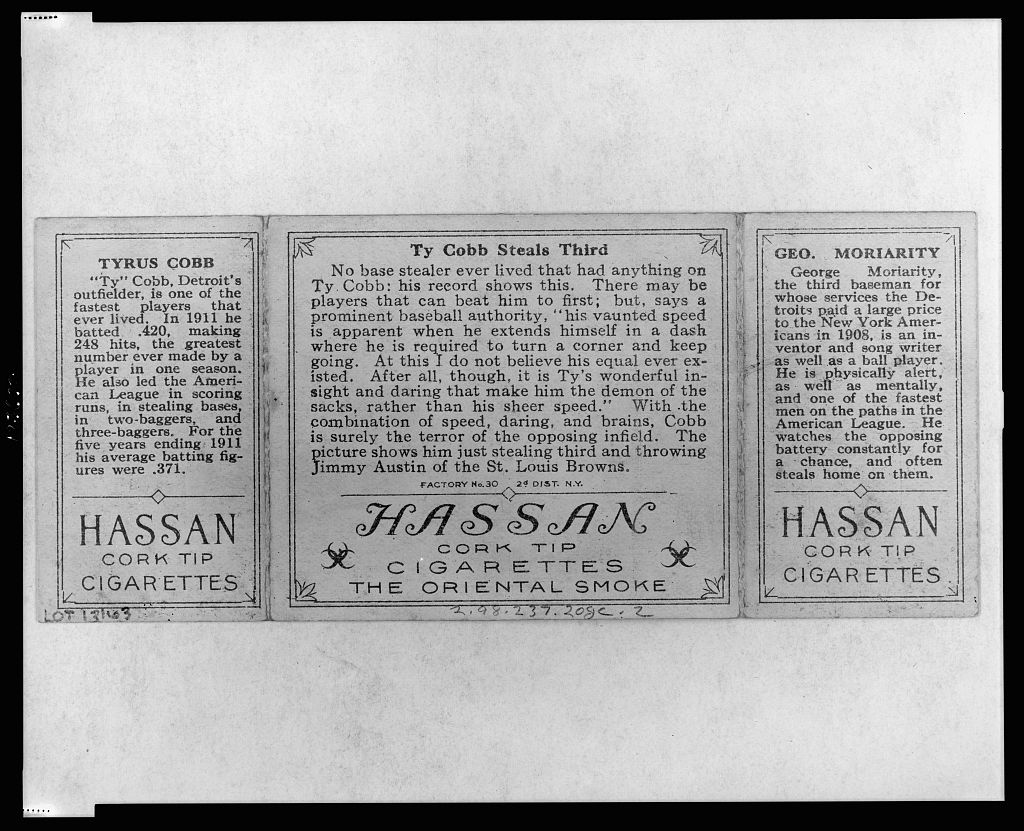 TYRUS COBB
"Ty" Cobb, Detroit's
outfielder, is one of the
fastest players that
ever lived. In 1911 he
batted .420, making
248 hits, the greatest
number ever made by a
player in one season.
He also led the Ameri-
can League in scoring
runs, in stealing bases,
in two-baggers, and
three-baggers. For the
five years ending 1911
his average batting fig-
ures were .371.
HASSAN
CORK TIP
CIGARETTES
Ty Cobb Steals Third
No base stealer ever lived that had anything on
Ty Cobb: his record shows this. There may be
players that can beat him to first; but, says a
prominent baseball authority, "his vaunted speed
is apparent when he extends himself in a dash
where he is required to turn a corner and keep
going. At this I do not believe his equal ever ex-
isted. After all, though, it is Ty's wonderful in-
sight and daring that make him the demon of the
sacks, rather than his sheer speed." With the
combination of speed, daring, and brains, Cobb
is surely the terror of the opposing infield. The
picture shows him just stealing third and throwing
Jimmy Austin of the St. Louis Browns.
FACTORY No. 30 2d DIST. N.Y.
HASSAN
CORK TIP
CIGARETTES
THE ORIENTAL SMOKE
GEO. MORIARITY
George Moriarity,
the third baseman for
whose services the De-
troits paid a large price
to the New York Amer-
icans in 1908, is an in-
ventor and song writer
as well as a ball player.
He is physically alert,
as well as mentally,
and one of the fastest
men on the paths in the
American League. He
watches the opposing
battery constantly for
a chance, and often
steals home on them.
HASSAN
CORK TIP
CIGARETTES
LOT 13163
2.98.237.20gc.2